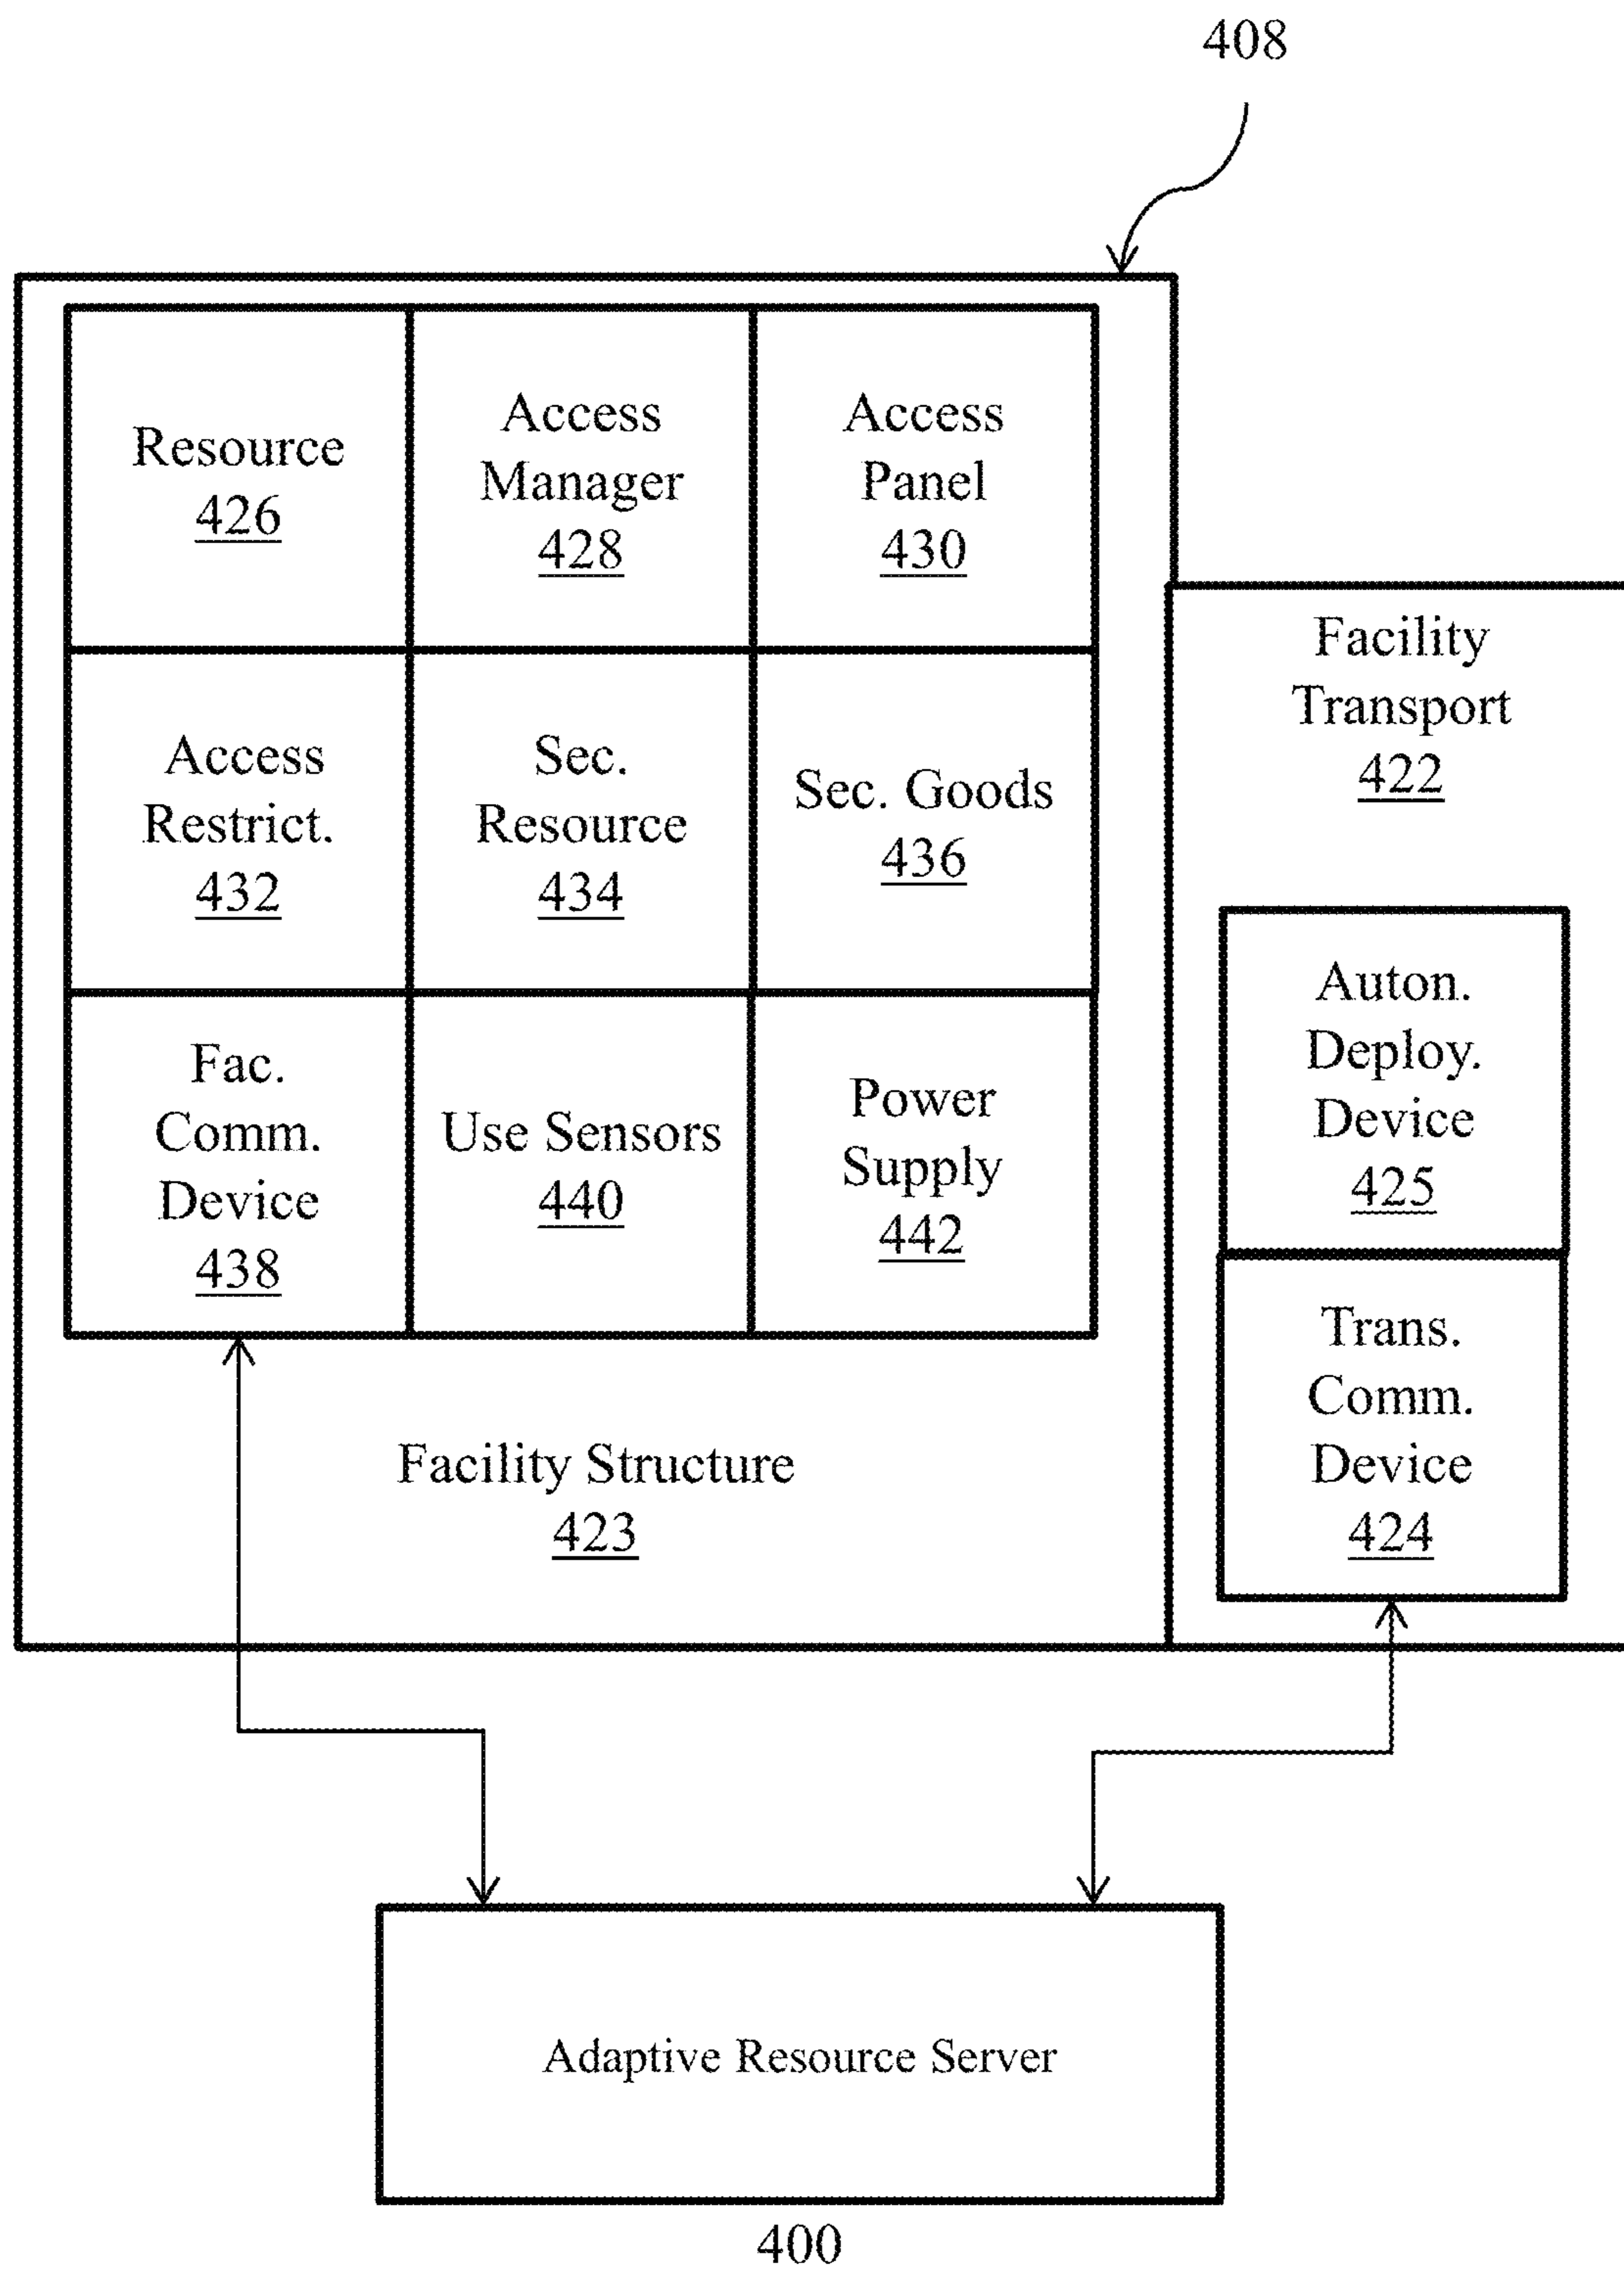 408
Resource
426
Access
Manager
428
Access
Panel
430
Access
Restrict.
432
Sec.
Resource
434
Sec. Goods
436
Fac.
Comm.
Device
438
Use Sensors
440
Power
Supply
442
Facility Structure
423
Facility
Transport
422
Auton.
Deploy.
Device
425
Trans.
Comm.
Device
424
Adaptive Resource Server
400